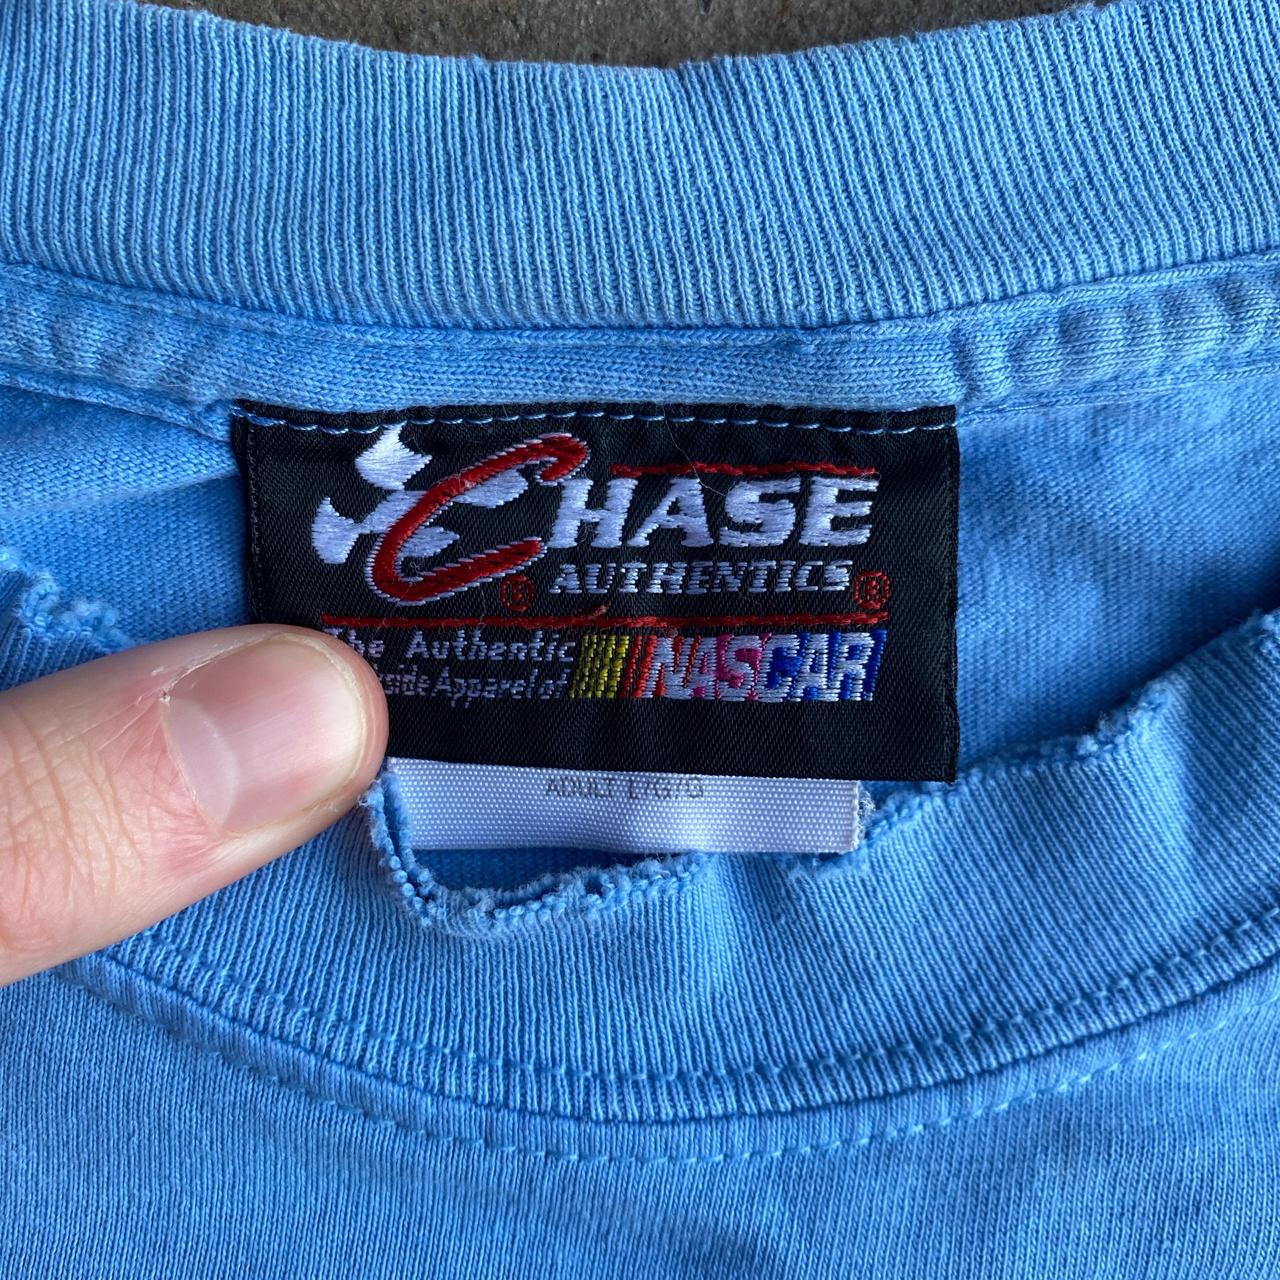 CHASE
® AUTHENTICS ®
The Authentic
Apparel of NASCAR
ADULT L/G/G